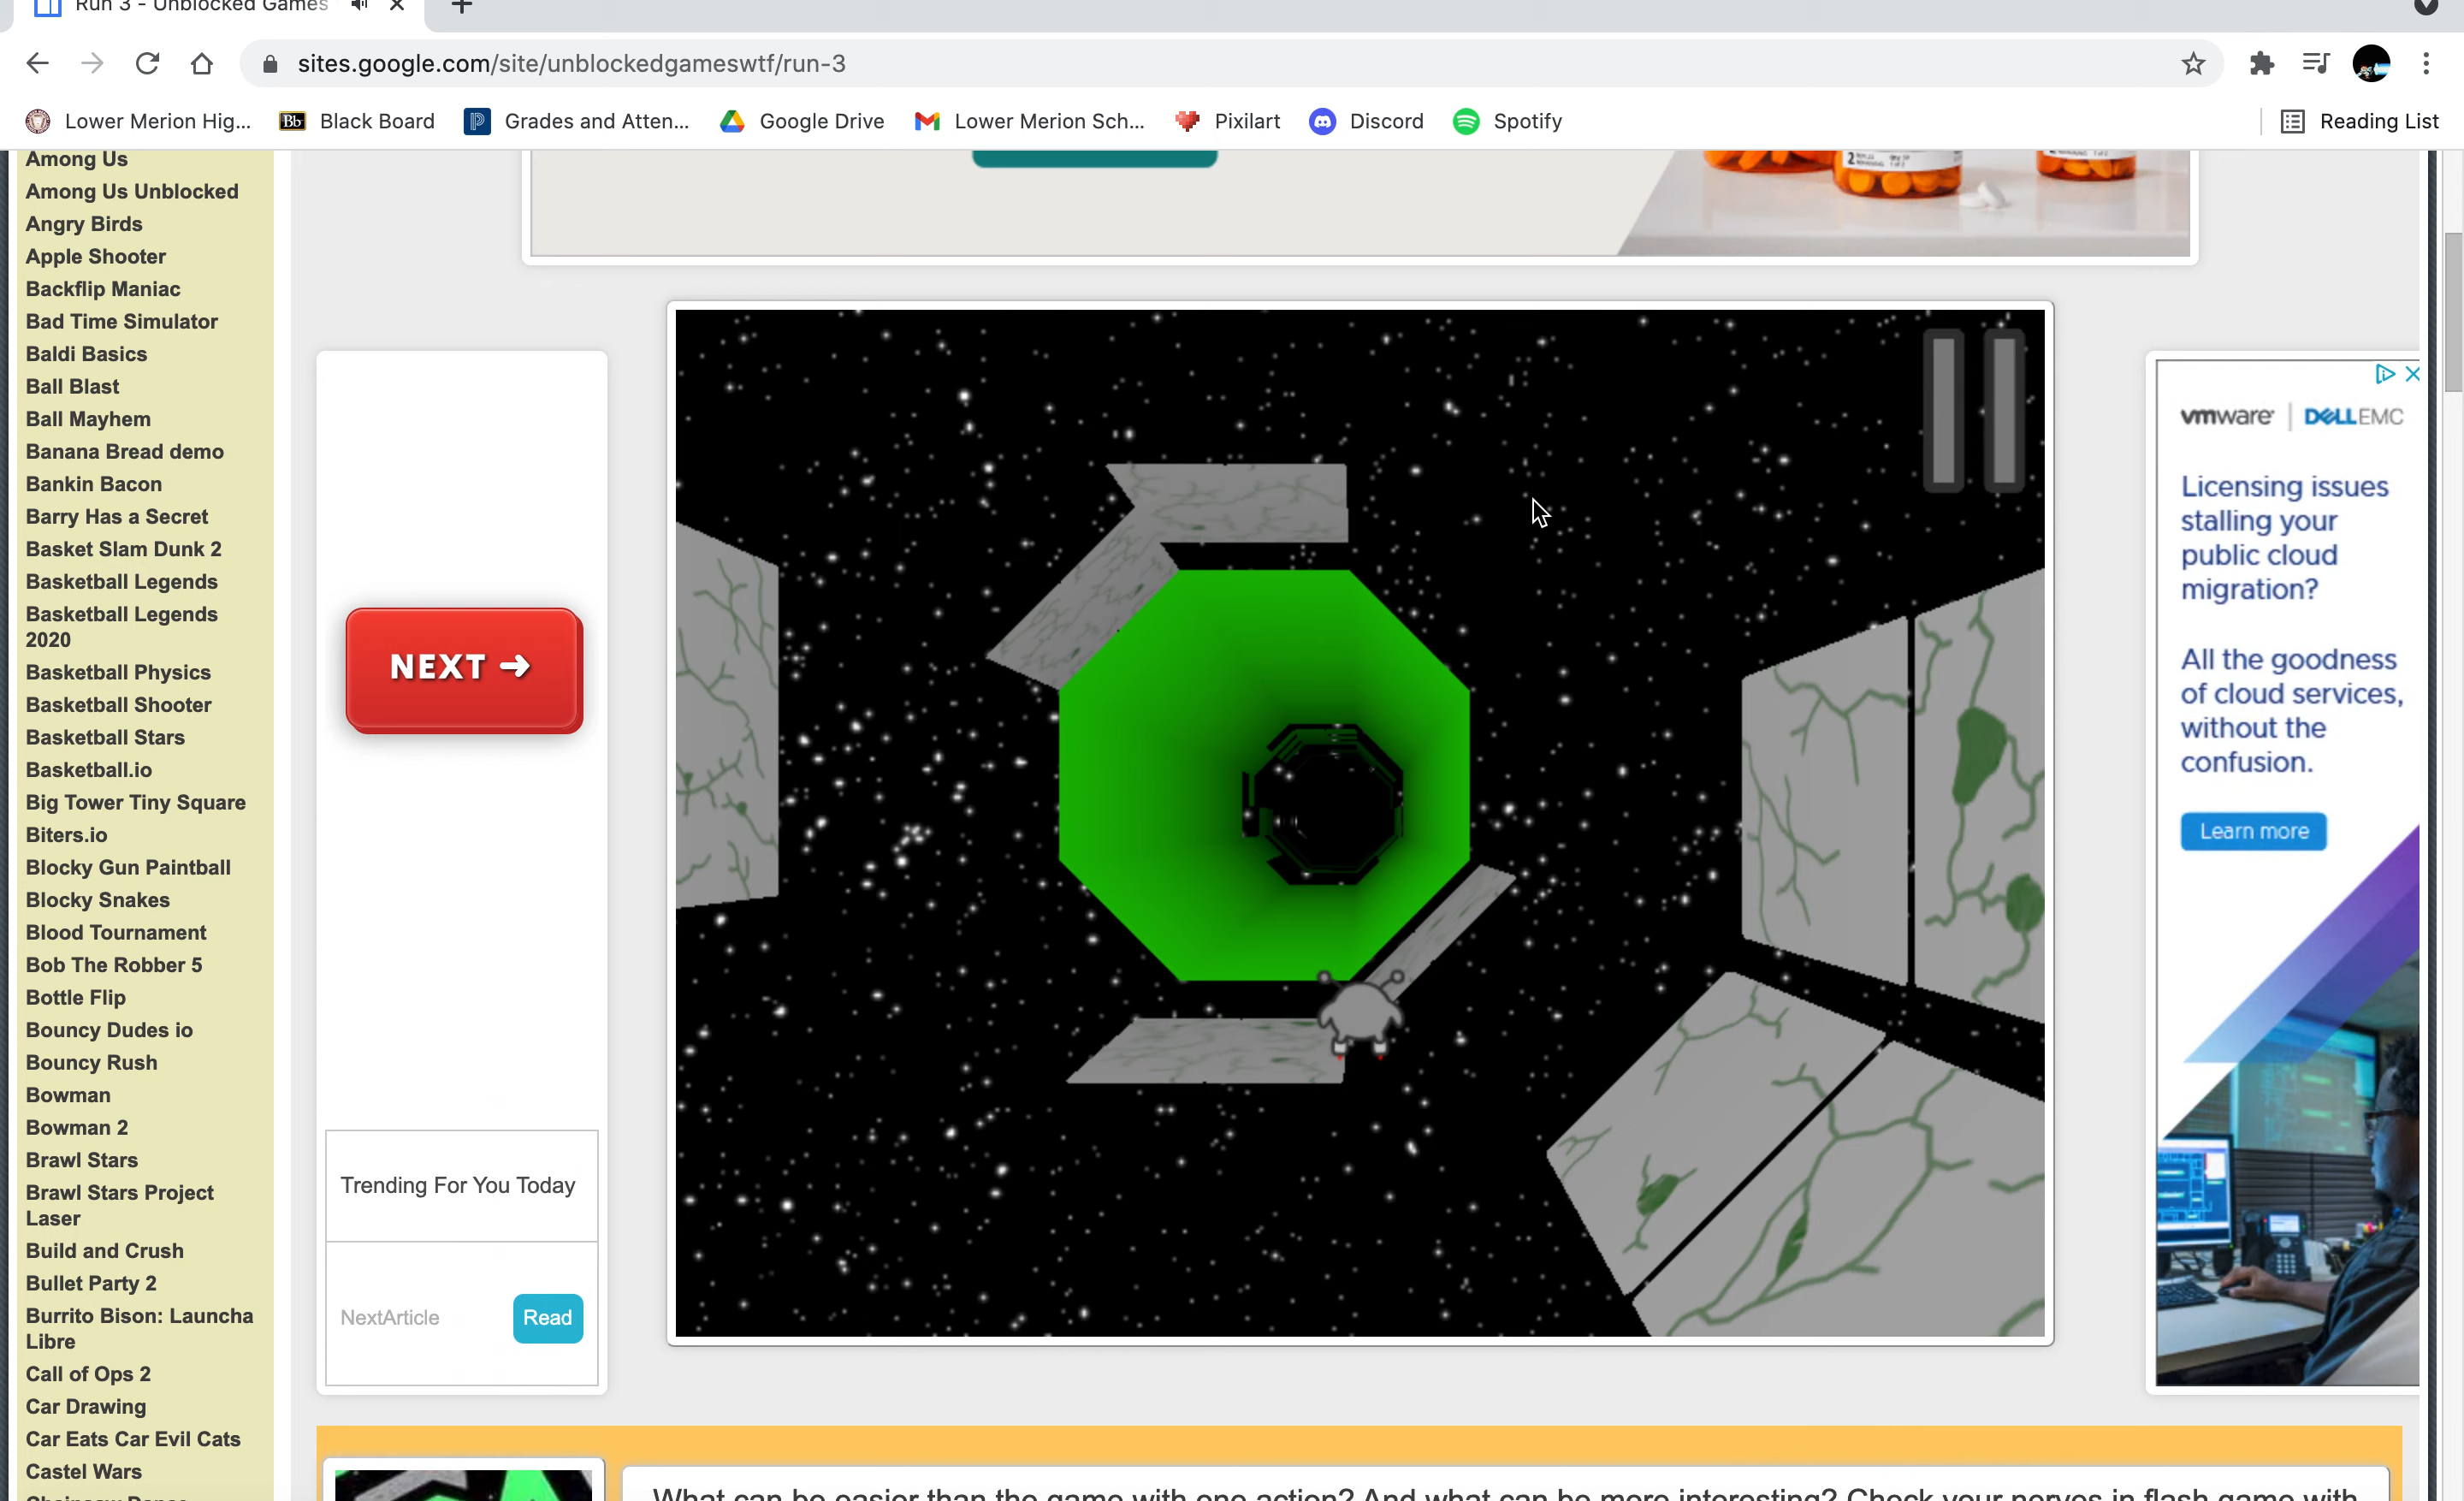 Run 3 - Unblocked Games
sites.google.com/site/unblockedgameswtf/run-3
Lower Merion Hig...
Bb Black Board
Grades and Atten...
Google Drive
Lower Merion Sch...
Pixilart
Discord
Spotify
Reading List
Among Us
Among Us Unblocked
Angry Birds
Apple Shooter
Backflip Maniac
Bad Time Simulator
Baldi Basics
Ball Blast
Ball Mayhem
Banana Bread demo
Bankin Bacon
Barry Has a Secret
Basket Slam Dunk 2
Basketball Legends
Basketball Legends
2020
Basketball Physics
Basketball Shooter
Basketball Stars
Basketball.io
Big Tower Tiny Square
Biters.io
Blocky Gun Paintball
Blocky Snakes
Blood Tournament
Bob The Robber 5
Bottle Flip
Bouncy Dudes io
Bouncy Rush
Bowman
Bowman 2
Brawl Stars
Brawl Stars Project
Laser
Build and Crush
Bullet Party 2
Burrito Bison: Launcha
Libre
Call of Ops 2
Car Drawing
Car Eats Car Evil Cats
Castel Wars
NEXT ➔
Trending For You Today
NextArticle
Read
vmware | DELLEMC
Licensing issues
stalling your
public cloud
migration?
All the goodness
of cloud services,
without the
confusion.
Learn more
What can be easier than the game with one action? And what can be more interesting? Check your nerves in flash game with